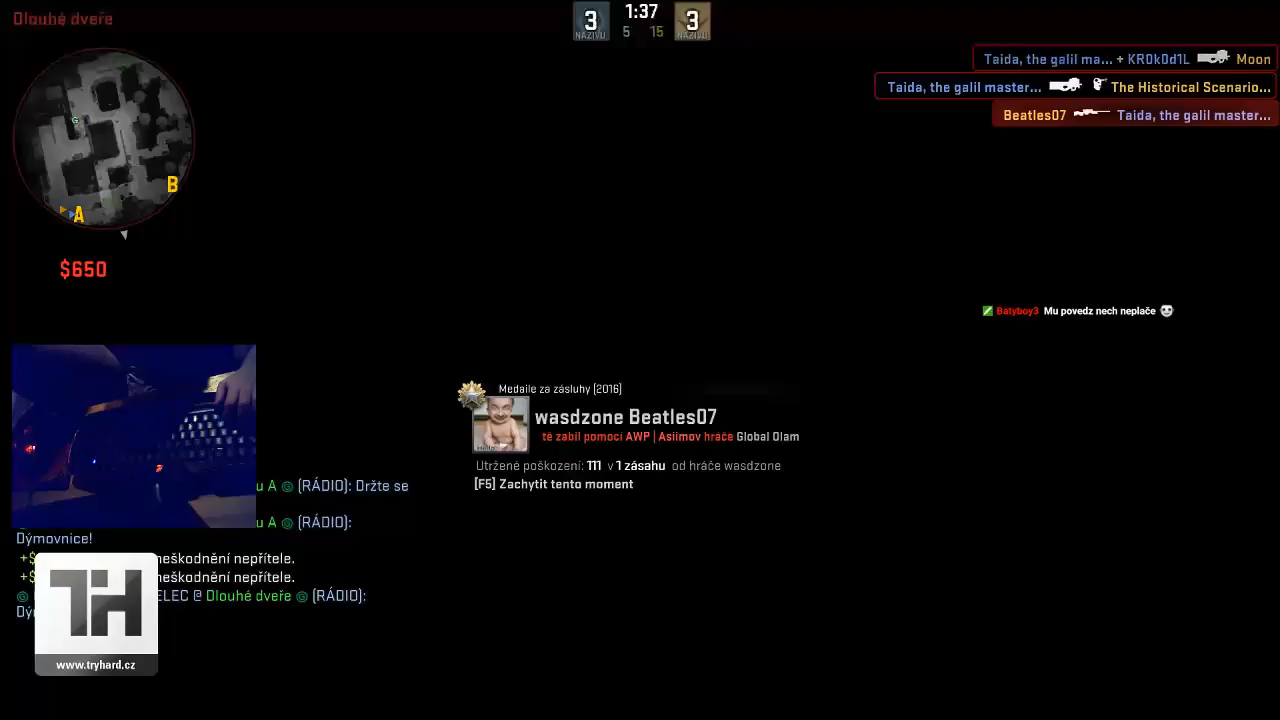 Dlouhé dveře
3
NAŽIVU
1:37
5 15
3
NAŽIVU
Taida, the galil ma... + KR0k0d1L Moon
Taida, the galil master... The Historical Scenario...
Beatles07 Taida, the galil master...
B
A
$650
Batyboy3 Mu povedz nech neplače
Medaile za zásluhy (2016)
wasdzone Beatles07
tě zabil pomocí AWP | Asiimov hráče Global Olam
Utržené poškození: 111 v 1 zásahu od hráče wasdzone
[F5] Zachytit tento moment
u A @ (RÁDIO): Držte se
u A @ (RÁDIO):
Dýmovnice!
+$ neškodnění nepřítele.
+$ neškodnění nepřítele.
ELEC @ Dlouhé dveře (RÁDIO):
Dý
TH
www.tryhard.cz